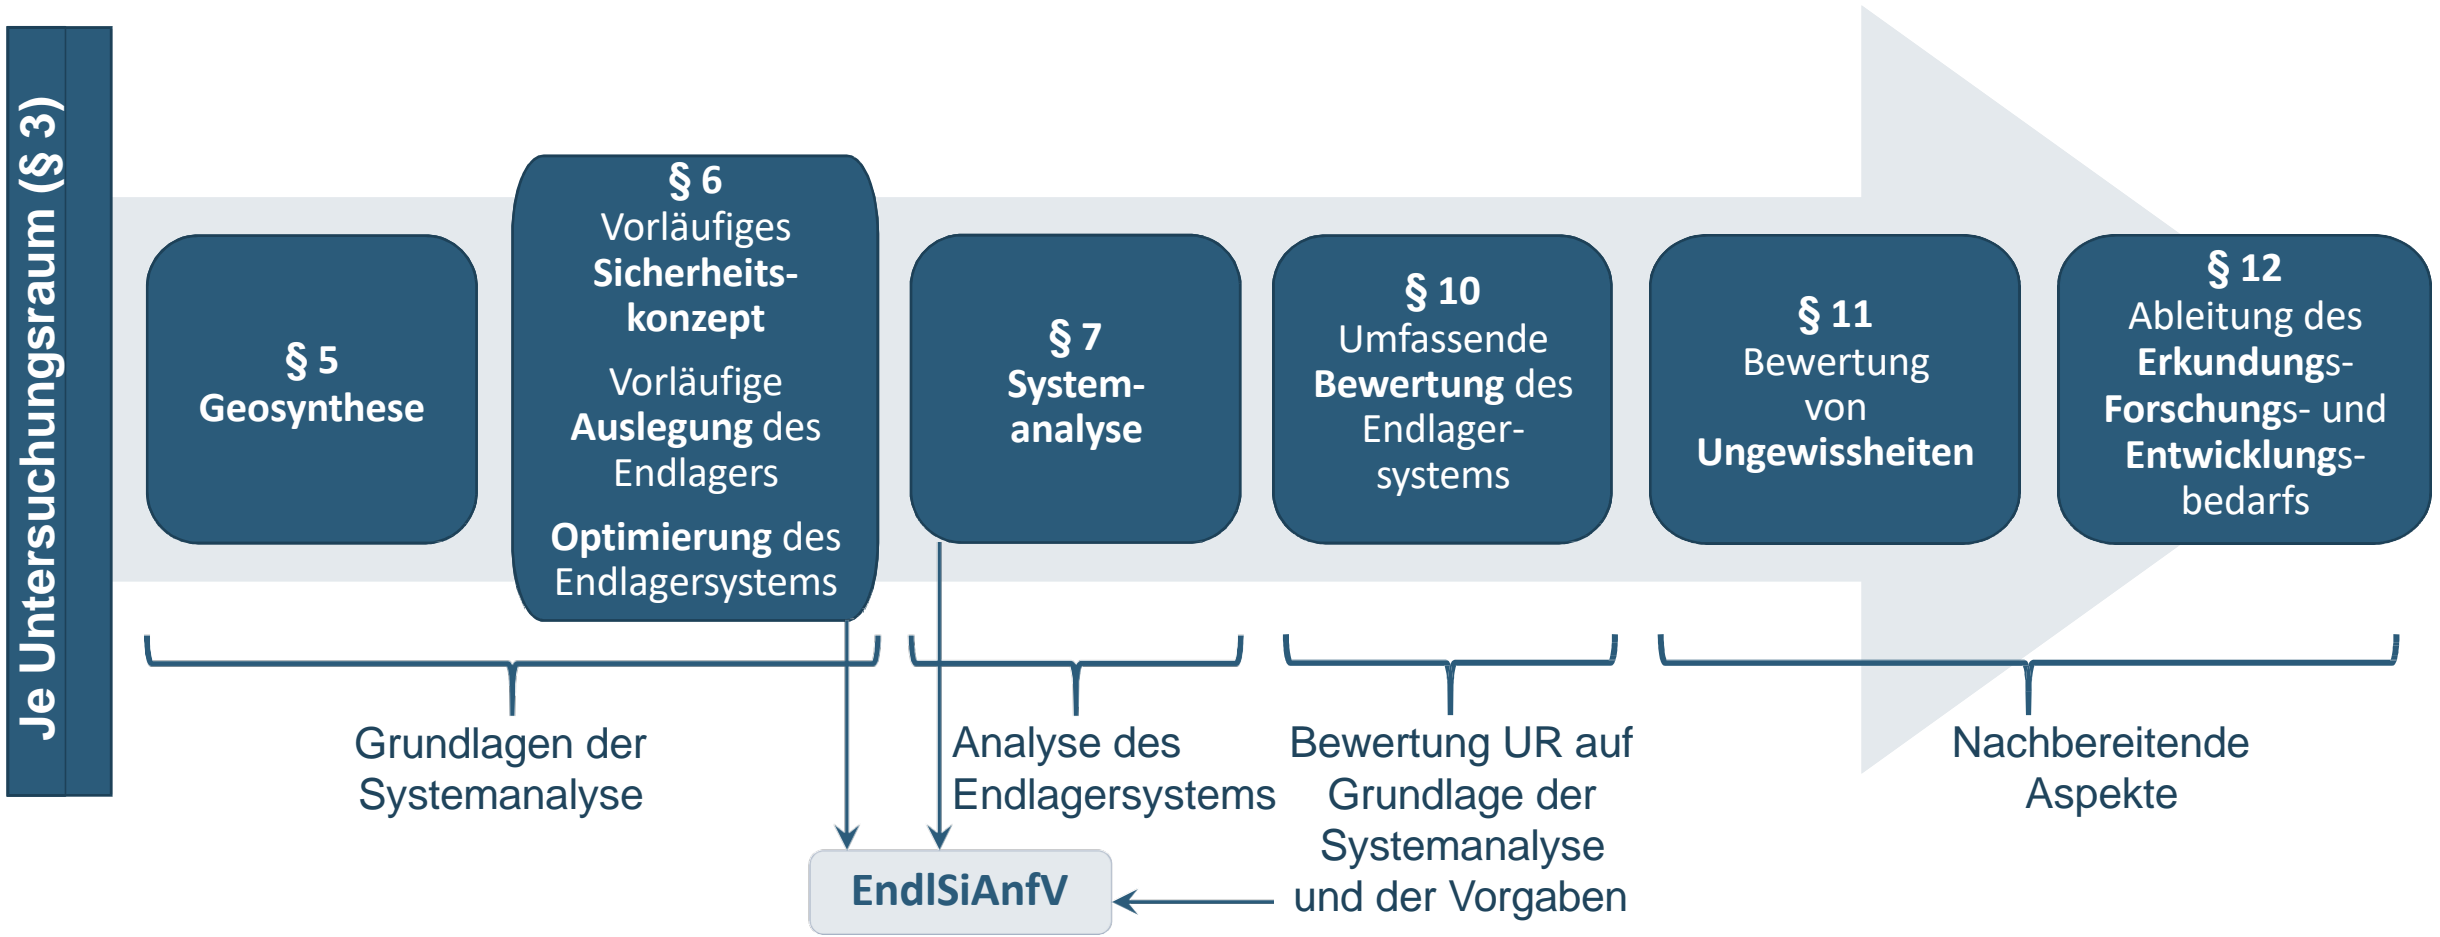 Je Untersuchungsraum (§ 3)
§ 5
Geosynthese
§ 6
Vorläufiges
Sicherheits-
konzept
Vorläufige
Auslegung des
Endlagers
Optimierung des
Endlagersystems
§ 7
System-
analyse
§ 10
Umfassende
Bewertung des
Endlager-
systems
§ 11
Bewertung
von
Ungewissheiten
§ 12
Ableitung des
Erkundungs-
Forschungs- und
Entwicklungs-
bedarfs
Grundlagen der
Systemanalyse
Analyse des
Endlagersystems
Bewertung UR auf
Grundlage der
Systemanalyse
und der Vorgaben
Nachbereitende
Aspekte
EndlSiAnfV